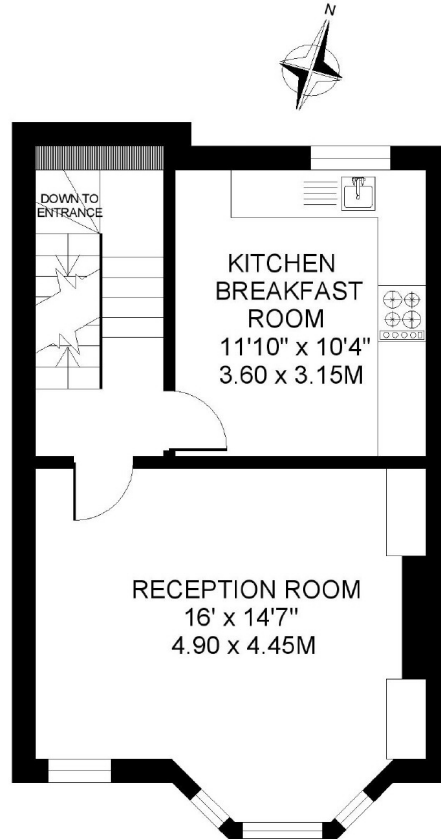 N
DOWN TO
ENTRANCE
KITCHEN
BREAKFAST
ROOM
11'10" x 10'4"
3.60 x 3.15M
RECEPTION ROOM
16' x 14'7"
4.90 x 4.45M